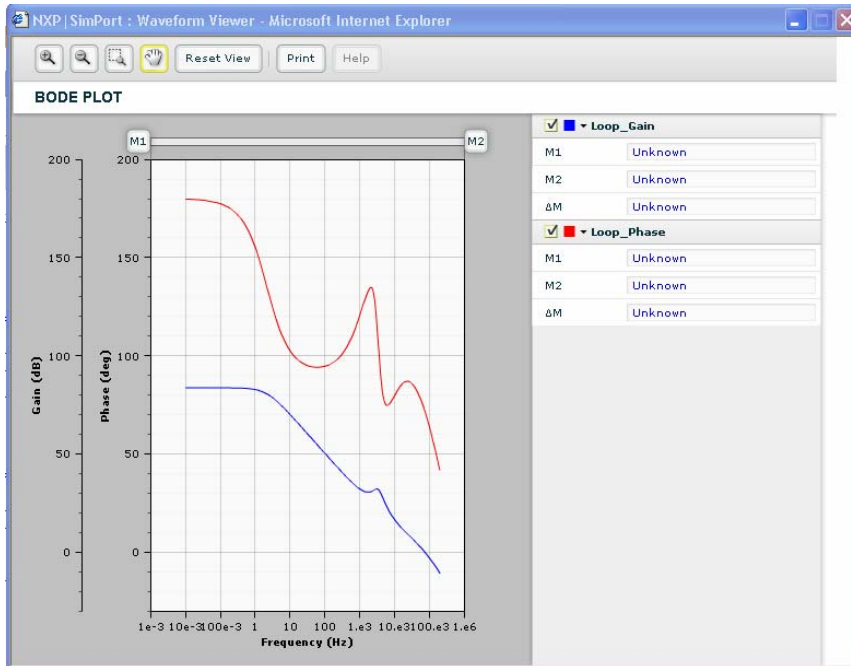 NXP|SimPort : Waveform Viewer - Microsoft Internet Explorer
Reset View Print Help
BODE PLOT
M1 M2
200 200
150 150
100 100
50 50
0 0
Gain (dB)
Phase (deg)
1e-3 10e-3 100e-3 1 10 100 1.e3 10.e3 100.e3 1.e6
Frequency (Hz)
Loop_Gain
M1 Unknown
M2 Unknown
ΔM Unknown
Loop_Phase
M1 Unknown
M2 Unknown
ΔM Unknown